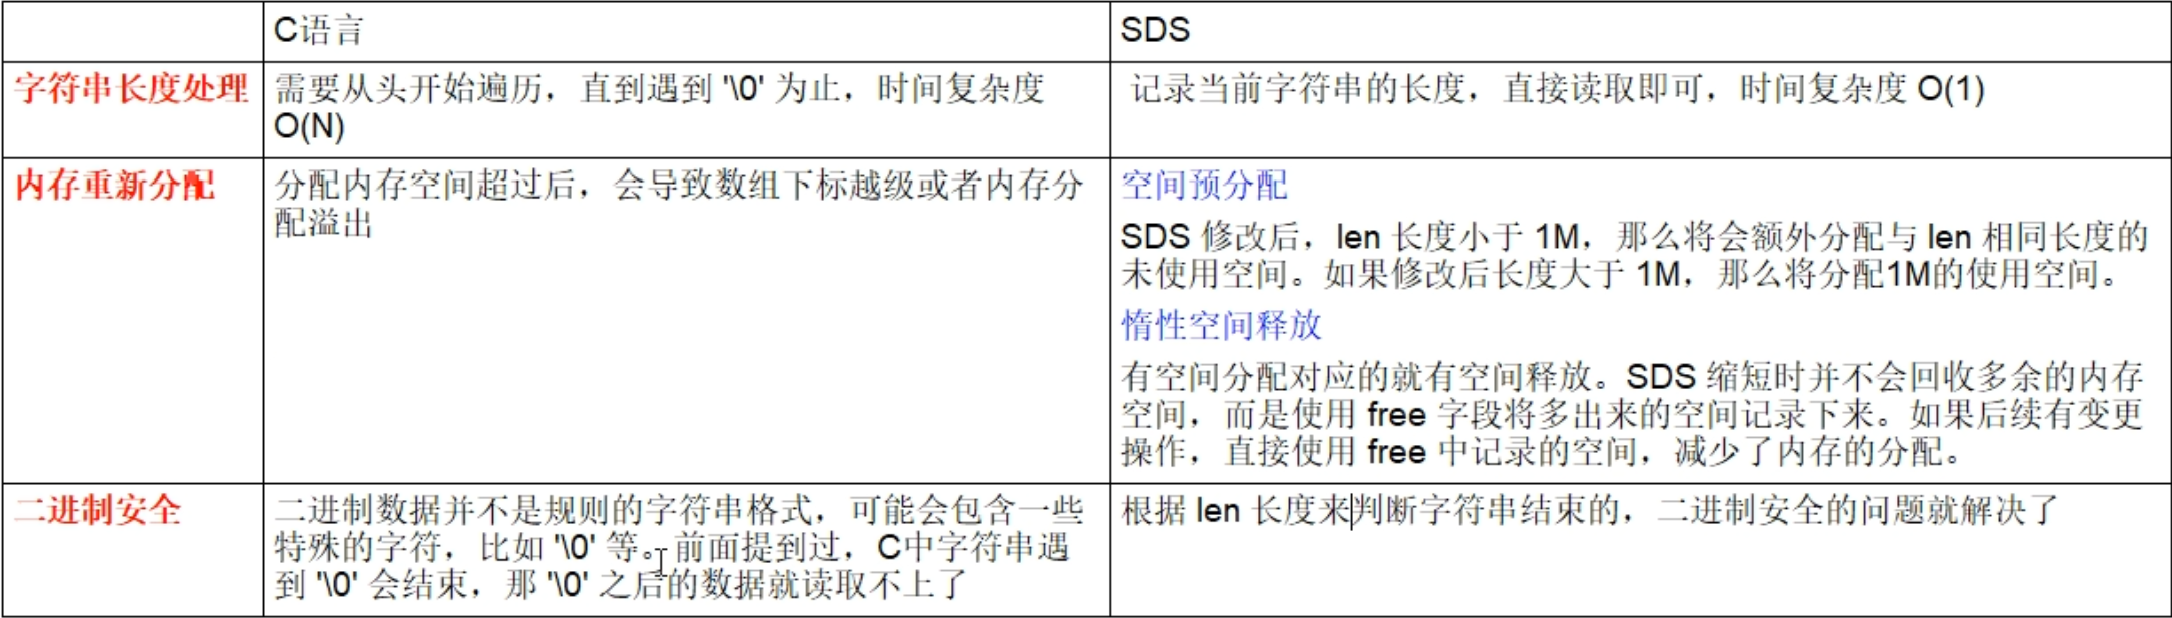 C语言
SDS
字符串长度处理
需要从头开始遍历，直到遇到 '\0' 为止，时间复杂度
O(N)
记录当前字符串的长度，直接读取即可，时间复杂度 O(1)
内存重新分配
分配内存空间超过后，会导致数组下标越级或者内存分
配溢出
空间预分配
SDS 修改后，len 长度小于 1M，那么将会额外分配与 len 相同长度的
未使用空间。如果修改后长度大于 1M，那么将分配1M的使用空间。
惰性空间释放
有空间分配对应的就有空间释放。SDS 缩短时并不会回收多余的内存
空间，而是使用 free 字段将多出来的空间记录下来。如果后续有变更
操作，直接使用 free 中记录的空间，减少了内存的分配。
二进制安全
二进制数据并不是规则的字符串格式，可能会包含一些
特殊的字符，比如 '\0' 等。前面提到过，C中字符串遇
到 '\0' 会结束，那 '\0' 之后的数据就读取不上了
根据 len 长度来判断字符串结束的，二进制安全的问题就解决了